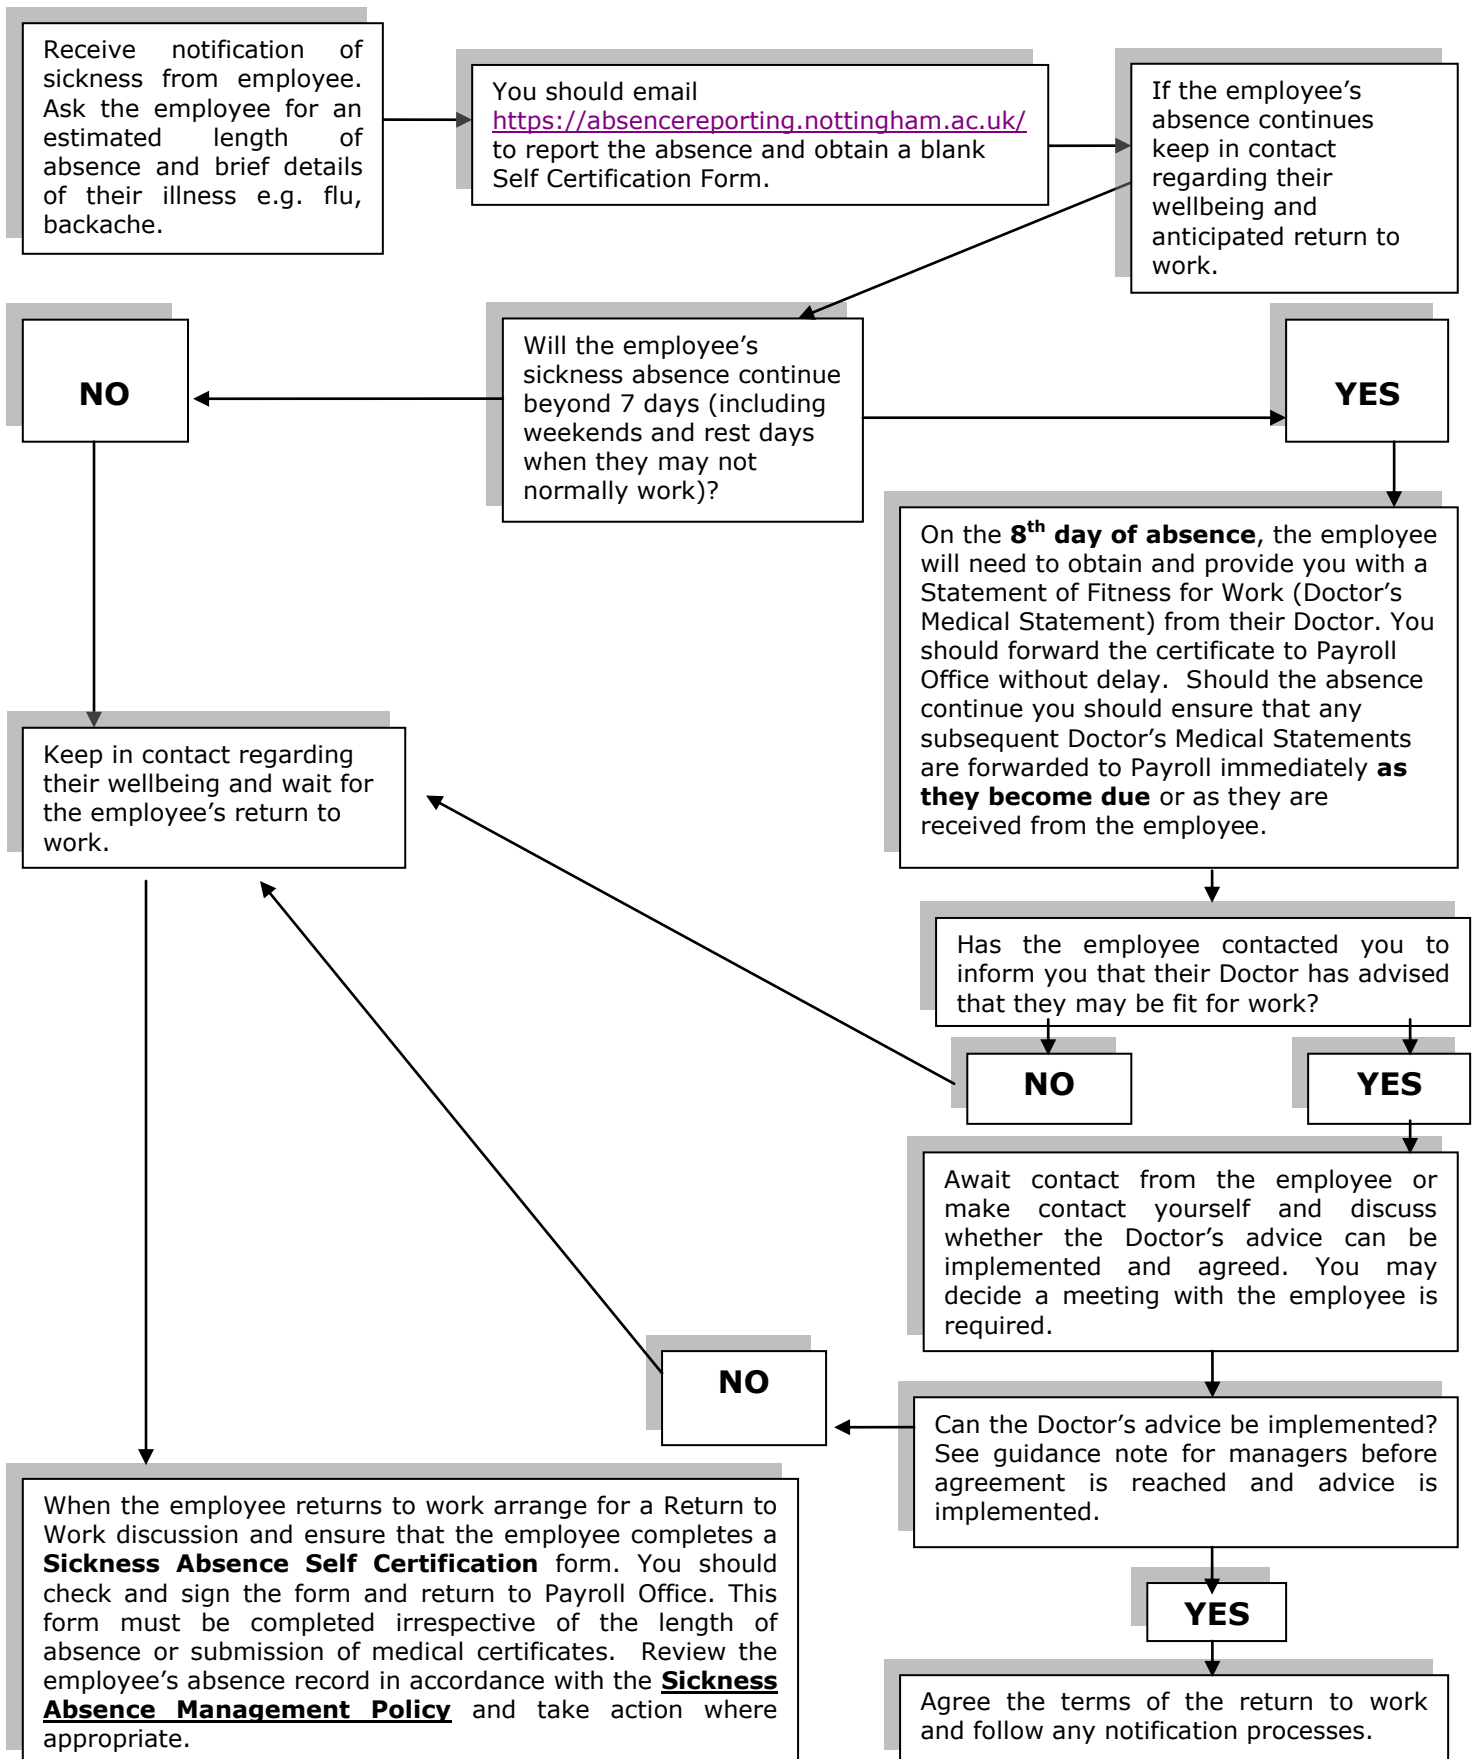 Receive notification of
sickness from employee.
Ask the employee for an
estimated length of
absence and brief details
of their illness e.g. flu,
backache.
You should email
https://absencereporting.nottingham.ac.uk/
to report the absence and obtain a blank
Self Certification Form.
If the employee’s
absence continues
keep in contact
regarding their
wellbeing and
anticipated return to
work.
NO
Will the employee’s
sickness absence continue
beyond 7 days (including
weekends and rest days
when they may not
normally work)?
YES
On the 8th day of absence, the employee
will need to obtain and provide you with a
Statement of Fitness for Work (Doctor’s
Medical Statement) from their Doctor. You
should forward the certificate to Payroll
Office without delay.  Should the absence
continue you should ensure that any
subsequent Doctor’s Medical Statements
are forwarded to Payroll immediately as
they become due or as they are
received from the employee.
Keep in contact regarding
their wellbeing and wait for
the employee’s return to
work.
Has the employee contacted you to
inform you that their Doctor has advised
that they may be fit for work?
NO
YES
Await contact from the employee or
make contact yourself and discuss
whether the Doctor’s advice can be
implemented and agreed. You may
decide a meeting with the employee is
required.
NO
Can the Doctor’s advice be implemented?
See guidance note for managers before
agreement is reached and advice is
implemented.
When the employee returns to work arrange for a Return to
Work discussion and ensure that the employee completes a
Sickness Absence Self Certification form. You should
check and sign the form and return to Payroll Office. This
form must be completed irrespective of the length of
absence or submission of medical certificates.  Review the
employee’s absence record in accordance with the Sickness
Absence Management Policy and take action where
appropriate.
YES
Agree the terms of the return to work
and follow any notification processes.